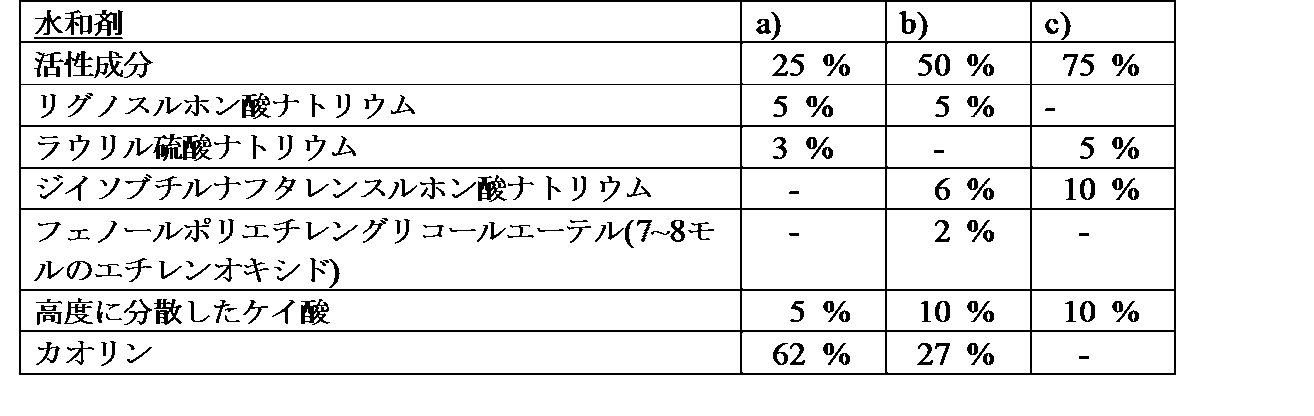 水和剤 a) b) c)
活性成分 25 % 50 % 75 %
リグノスルホン酸ナトリウム 5 % 5 % -
ラウリル硫酸ナトリウム 3 % - 5 %
ジイソブチルナフタレンスルホン酸ナトリウム - 6 % 10 %
フェノールポリエチレングリコールエーテル(7~8モ - 2 % -
ルのエチレンオキシド)
高度に分散したケイ酸 5 % 10 % 10 %
カオリン 62 % 27 % -